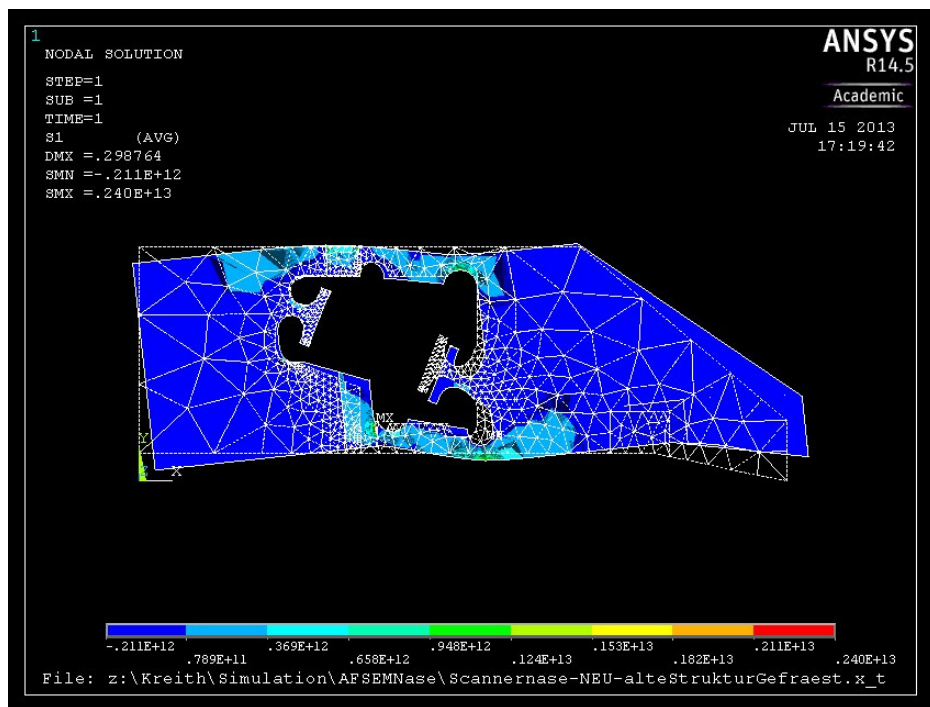 1
NODAL SOLUTION
STEP=1
SUB =1
TIME=1
S1 (AVG)
DMX =.298764
SMN =-.211E+12
SMX =.240E+13
ANSYS
R14.5
Academic
JUL 15 2013
17:19:42
MX
Y
X
-.211E+12 .369E+12 .948E+12 .153E+13 .211E+13
.789E+11 .658E+12 .124E+13 .182E+13 .240E+13
File: z:\Kreith\Simulation\AFSEMNase\Scannernase-NEU-alteStrukturGefraest.x_t